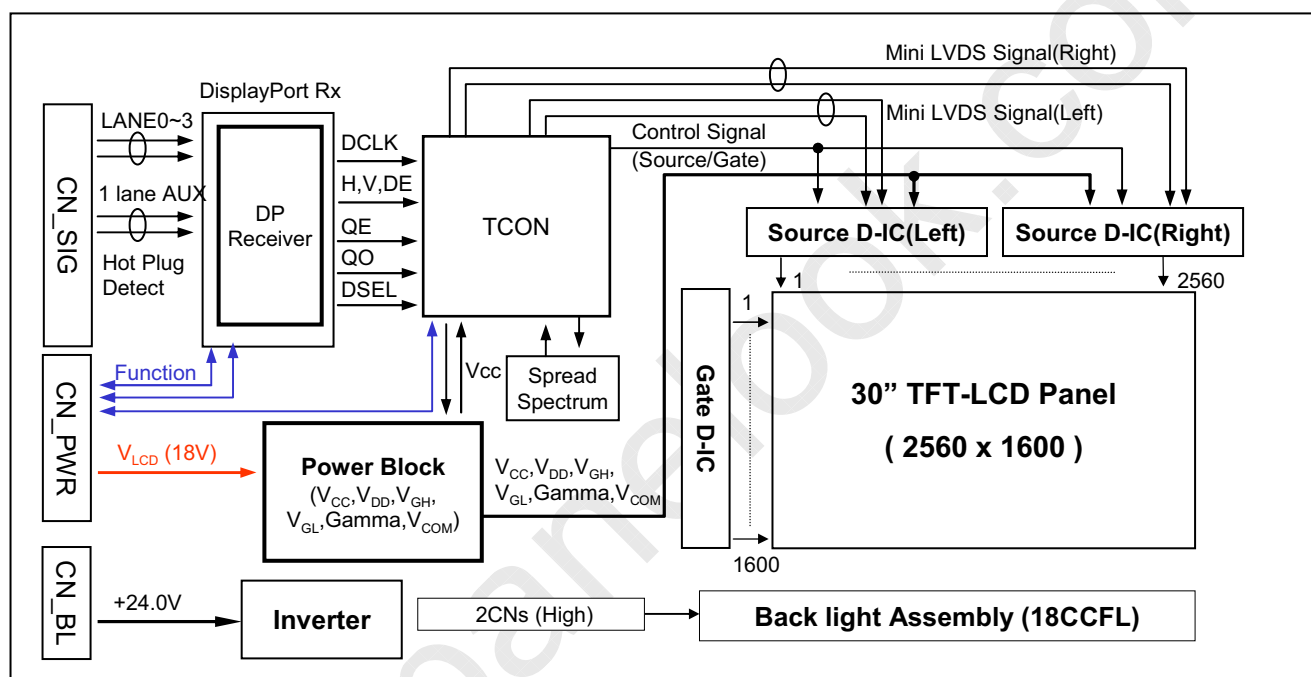 Mini LVDS Signal(Right)
DisplayPort Rx
LANE0~3
Mini LVDS Signal(Left)
Control Signal
(Source/Gate)
CN_SIG
1 lane AUX
Hot Plug
Detect
DP
Receiver
DCLK
H,V,DE
QE
QO
DSEL
TCON
Source D-IC(Left)
Source D-IC(Right)
1
2560
1
Gate D-IC
1600
30” TFT-LCD Panel
( 2560 x 1600 )
Function
Vcc
Spread
Spectrum
CN_PWR
VLCD (18V)
Power Block
(VCC,VDD,VGH,
VGL,Gamma,VCOM)
VCC,VDD,VGH,
VGL,Gamma,VCOM
CN_BL
+24.0V
Inverter
2CNs (High)
Back light Assembly (18CCFL)